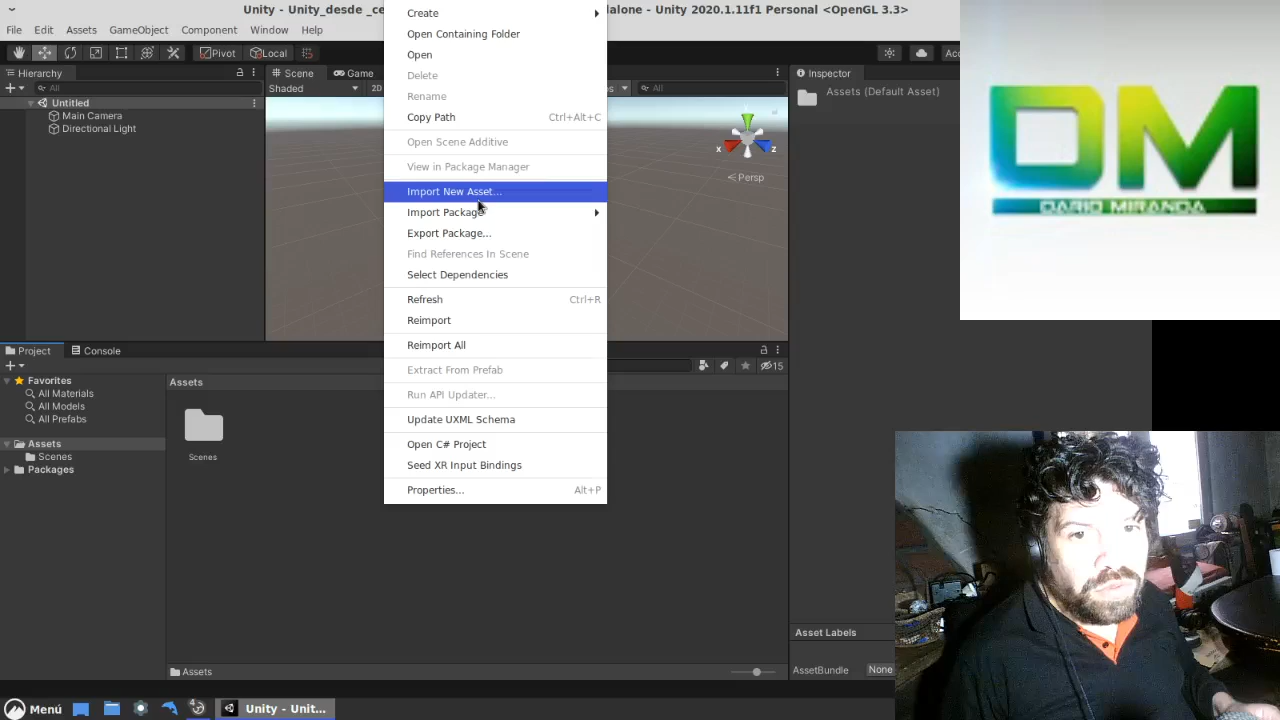 Unity - Unity_desde _ce
dalone - Unity 2020.1.11f1 Personal <OpenGL 3.3>
File Edit Assets GameObject Component Window Help
Pivot Local
Hierarchy
All
Untitled
Main Camera
Directional Light
Scene Game
Shaded 2D
All
x z
Persp
Create
Open Containing Folder
Open
Delete
Rename
Copy Path Ctrl+Alt+C
Open Scene Additive
View in Package Manager
Import New Asset...
Import Package
Export Package...
Find References In Scene
Select Dependencies
Refresh Ctrl+R
Reimport
Reimport All
Extract From Prefab
Run API Updater...
Update UXML Schema
Open C# Project
Seed XR Input Bindings
Properties... Alt+P
Inspector
Assets (Default Asset)
DM
DARIO MIRANDA
Project Console
15
Favorites
All Materials
All Models
All Prefabs
Assets
Scenes
Packages
Assets
Scenes
Assets
Asset Labels
AssetBundle None
Menú
Unity - Unit...